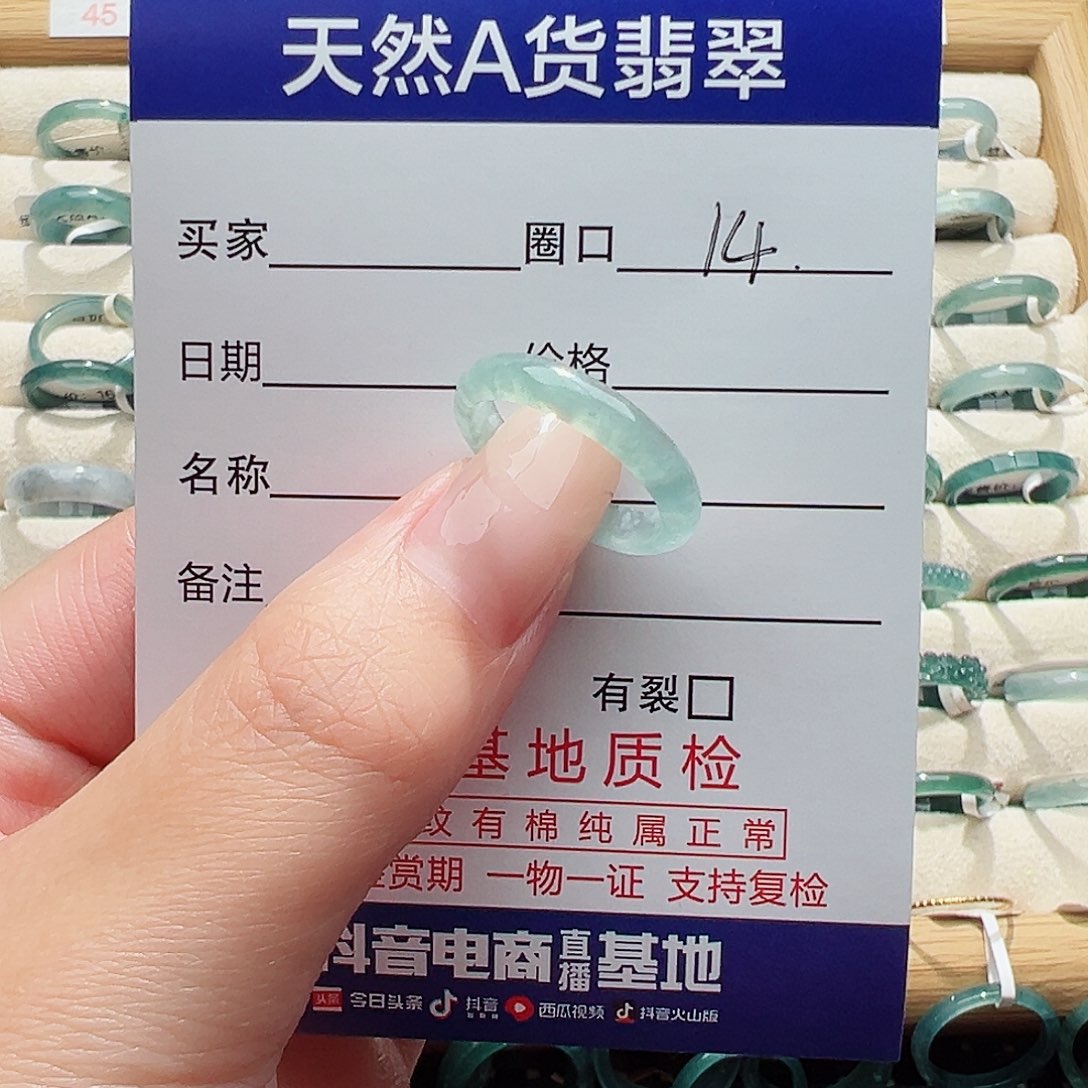 45
天然A货翡翠
买家 圈口 14.
日期 价格
名称
备注
有裂
基地质检
纹有棉纯属正常
鉴赏期 一物一证 支持复检
抖音电商直播基地
头条 今日头条 抖音 西瓜视频 抖音火山版